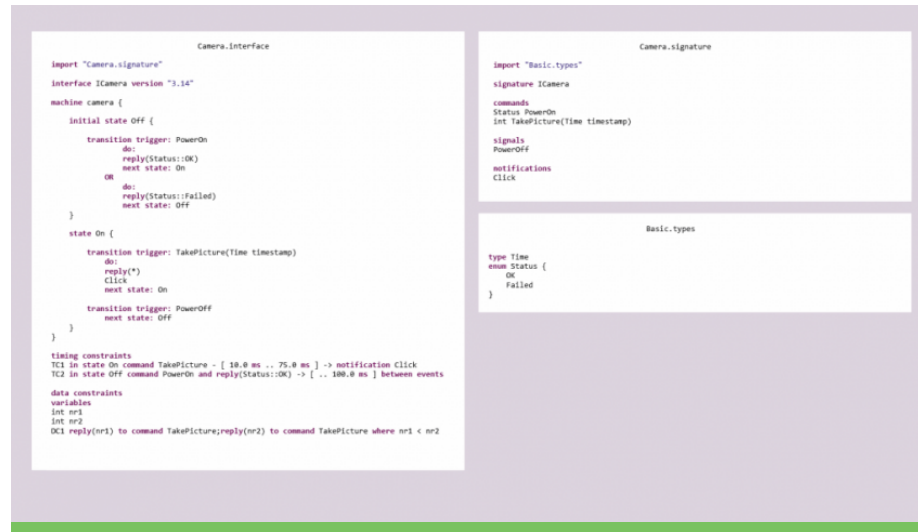 Camera.interface
import "Camera.signature"
interface ICamera version "3.14"
machine camera {
initial state Off {
transition trigger: PowerOn
do:
reply(Status::OK)
next state: On
OR
do:
reply(Status::Failed)
next state: Off
}
state On {
transition trigger: TakePicture(Time timestamp)
do:
reply(*)
Click
next state: On
transition trigger: PowerOff
next state: Off
}
}
timing constraints
TC1 in state On command TakePicture - [ 10.0 ms .. 75.0 ms ] -> notification Click
TC2 in state Off command PowerOn and reply(Status::OK) -> [ .. 100.0 ms ] between events
data constraints
variables
int nr1
int nr2
DC1 reply(nr1) to command TakePicture;reply(nr2) to command TakePicture where nr1 < nr2
Camera.signature
import "Basic.types"
signature ICamera
commands
Status PowerOn
int TakePicture(Time timestamp)
signals
PowerOff
notifications
Click
Basic.types
type Time
enum Status {
OK
Failed
}